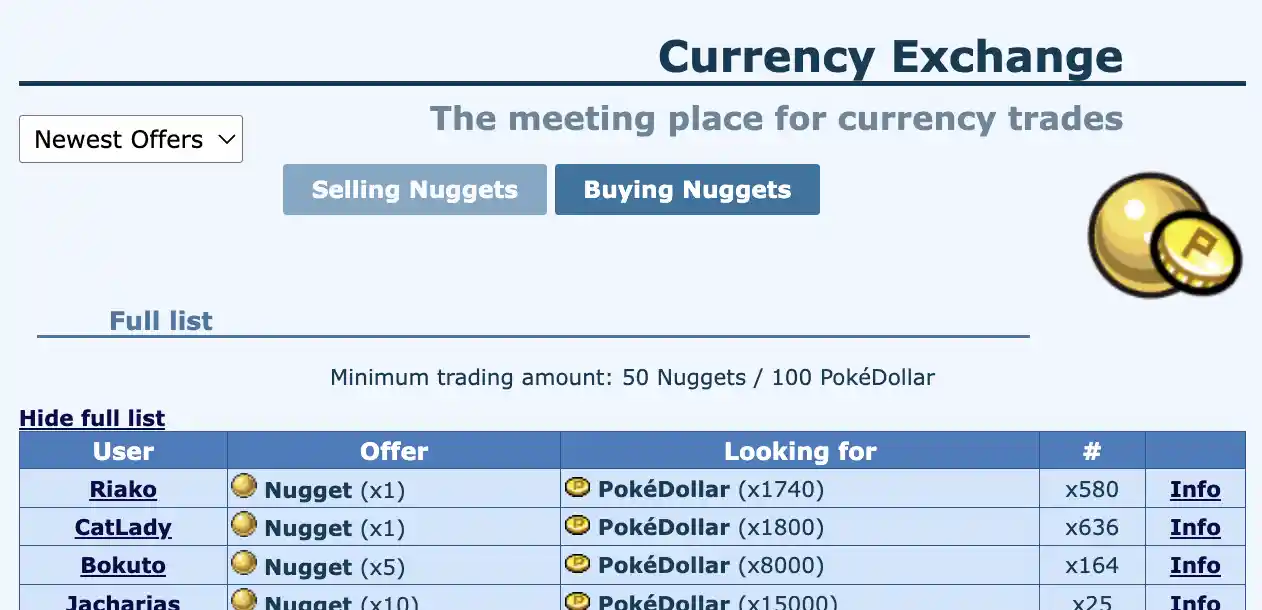 Currency Exchange
The meeting place for currency trades
Newest Offers
Selling Nuggets Buying Nuggets
Full list
Minimum trading amount: 50 Nuggets / 100 PokéDollar
Hide full list
User Offer Looking for #
Riako Nugget (x1) PokéDollar (x1740) x580 Info
CatLady Nugget (x1) PokéDollar (x1800) x636 Info
Bokuto Nugget (x5) PokéDollar (x8000) x164 Info
Jacharias Nugget (x10) PokéDollar (x15000) x25 Info